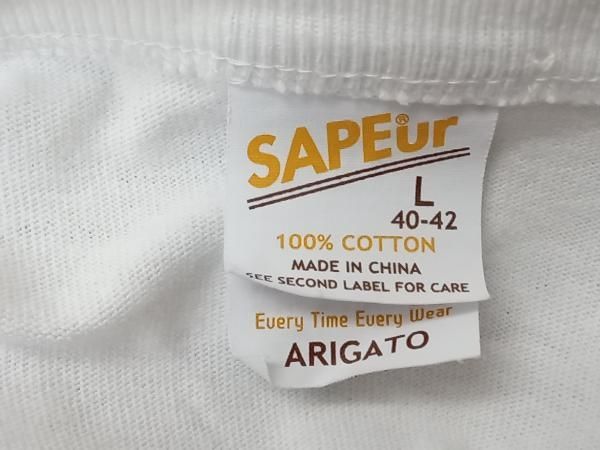 SAPEur®
L
40-42
100% COTTON
MADE IN CHINA
SEE SECOND LABEL FOR CARE
Every Time Every Wear
ARIGATO